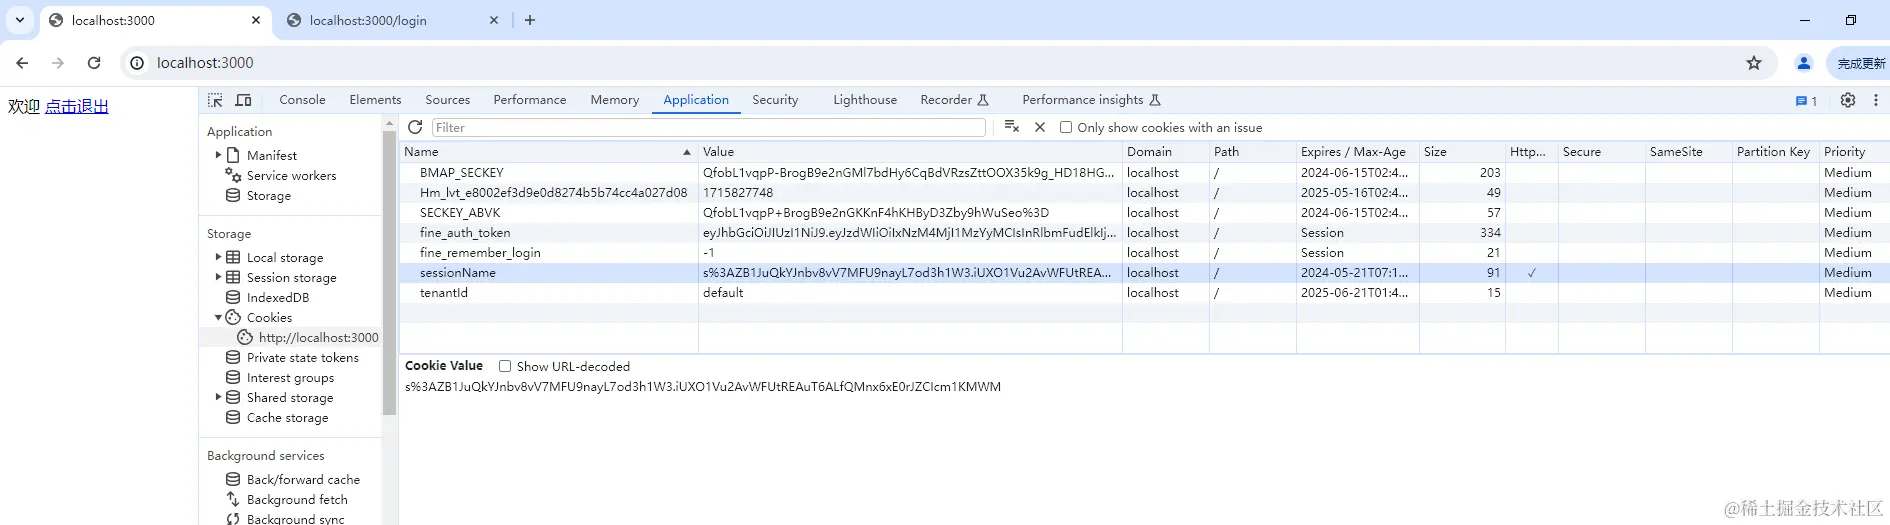 localhost:3000
localhost:3000/login
localhost:3000
完成更新
欢迎 点击退出
Console Elements Sources Performance Memory Application Security Lighthouse Recorder Performance insights 1
Filter
Only show cookies with an issue
Application
Manifest
Service workers
Storage
Storage
Local storage
Session storage
IndexedDB
Cookies
http://localhost:3000
Private state tokens
Interest groups
Shared storage
Cache storage
Background services
Back/forward cache
Background fetch
Background sync
Name Value Domain Path Expires / Max-Age Size Http... Secure SameSite Partition Key Priority
BMAP_SECKEY QfobL1vqpP-BrogB9e2nGMl7bdHy6CqBdVRzsZttOOX35k9g_HD18HG... localhost / 2024-06-15T02:4... 203 Medium
Hm_lvt_e8002ef3d9e0d8274b5b74cc4a027d08 1715827748 localhost / 2025-05-16T02:4... 49 Medium
SECKEY_ABVK QfobL1vqpP+BrogB9e2nGKKnF4hKHByD3Zby9hWuSeo%3D localhost / 2024-06-15T02:4... 57 Medium
fine_auth_token eyJhbGciOiJIUzI1NiJ9.eyJzdWIiOiIxNzM4MjI1MzYyMCIsInRlbmFudElkIj... localhost / Session 334 Medium
fine_remember_login -1 localhost / Session 21 Medium
sessionName s%3AZB1JuQkYJnbv8vV7MFU9nayL7od3h1W3.iUXO1Vu2AvWFUtREA... localhost / 2024-05-21T07:1... 91 ✓ Medium
tenantId default localhost / 2025-06-21T01:4... 15 Medium
Cookie Value Show URL-decoded
s%3AZB1JuQkYJnbv8vV7MFU9nayL7od3h1W3.iUXO1Vu2AvWFUtREAuT6ALfQMnx6xE0rJZCIcm1KMWM
@稀土掘金技术社区